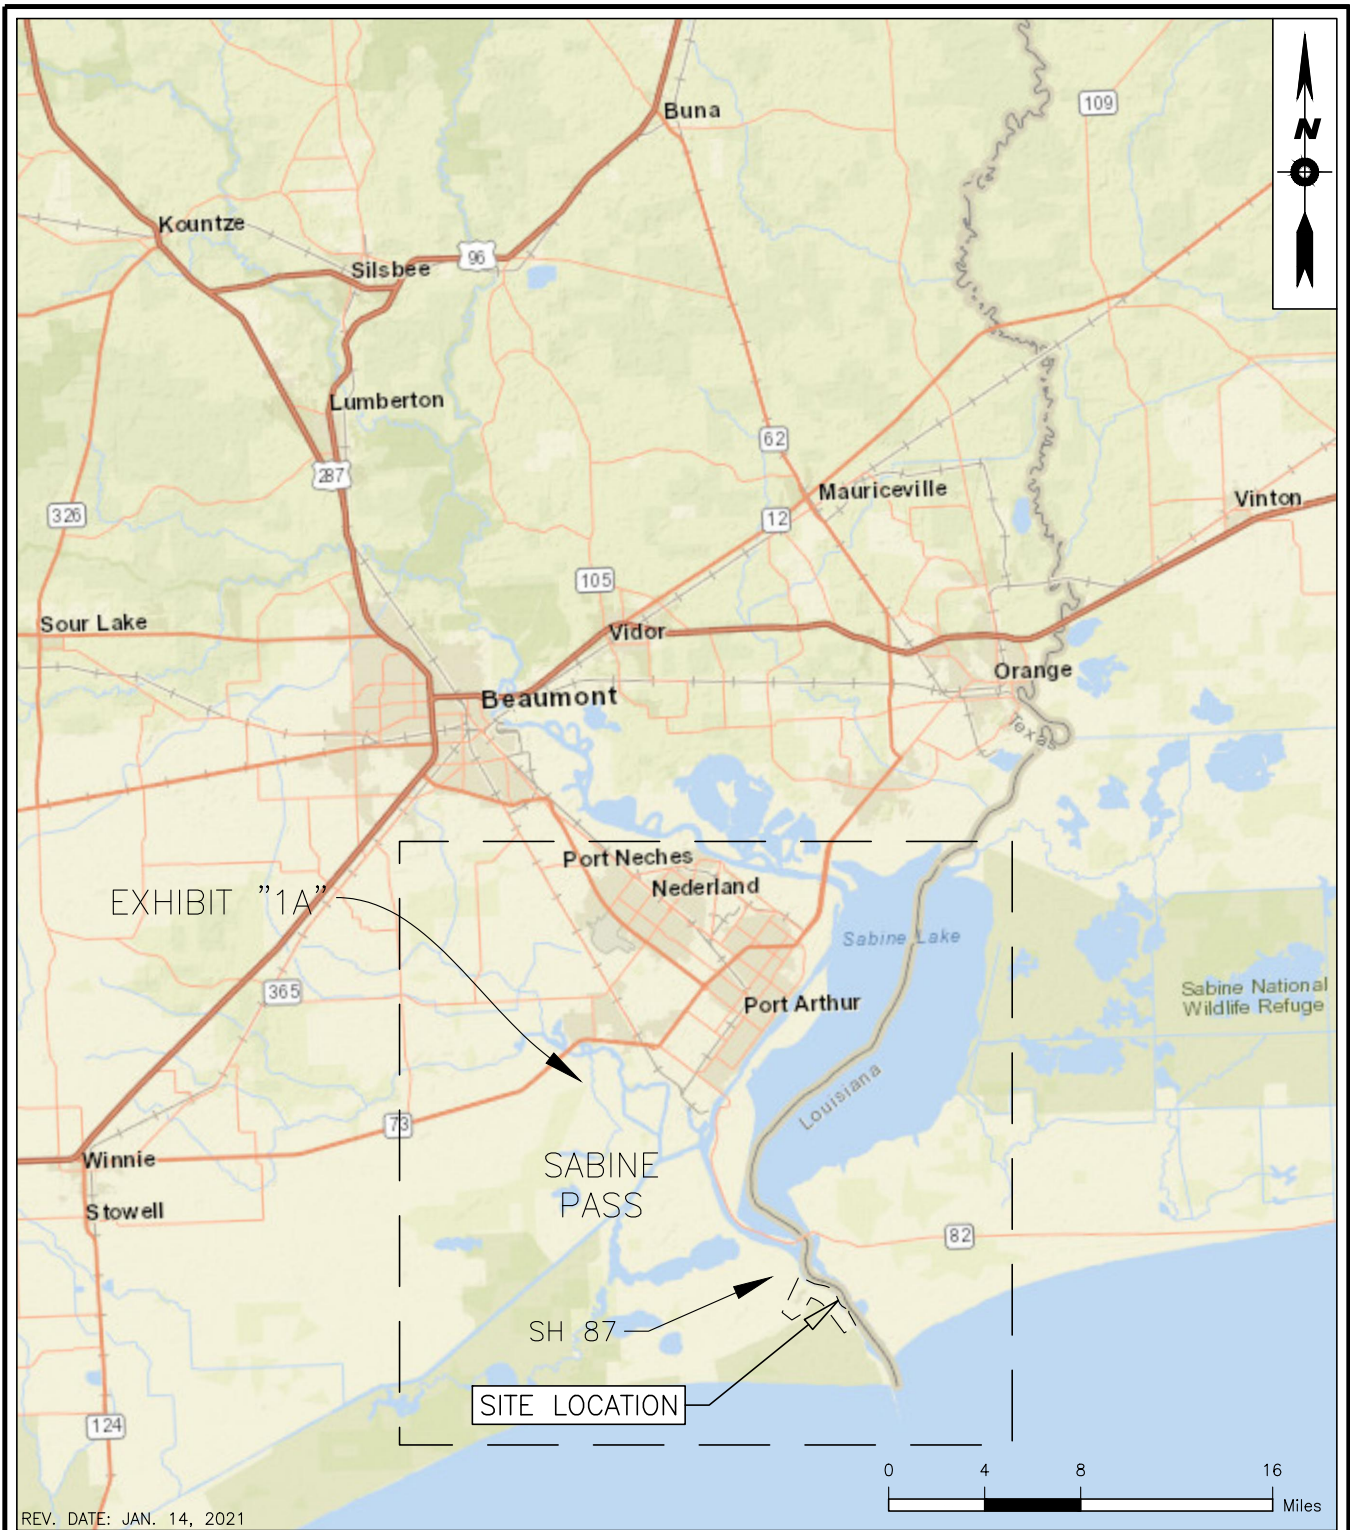 Buna
109
N
Kountze
96
Silsbee
Lumberton
62
287
Mauriceville
Vinton
326
12
105
Sour Lake
Vidor
Orange
Beaumont
Texas
Port Neches
Nederland
EXHIBIT "1A"
Sabine Lake
365
Sabine National
Wildlife Refuge
Port Arthur
Louisiana
73
Winnie
SABINE
PASS
Stowell
82
SH 87
SITE LOCATION
124
0 4 8 16
Miles
REV. DATE: JAN. 14, 2021